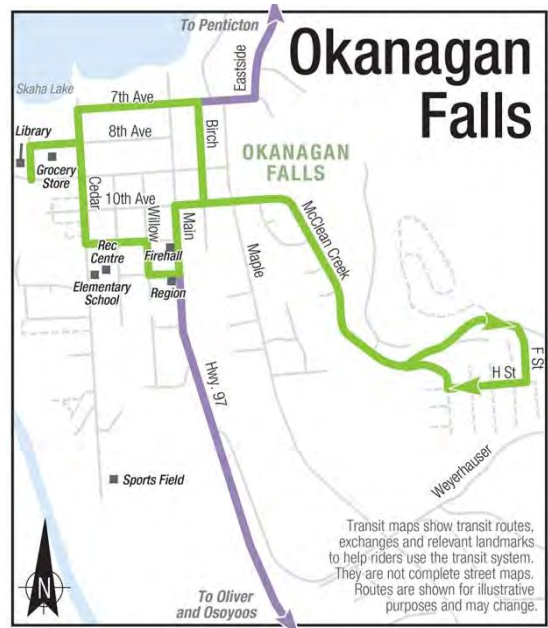 To Penticton
Okanagan
Falls
Eastside
Skaha Lake
7th Ave
Library
8th Ave
Birch
Grocery
Store
OKANAGAN
FALLS
Cedar
10th Ave
Willow
Main
McClean Creek
Rec
Centre
Firehall
Maple
Elementary
School
Region
F St
H St
Hwy. 97
Weyerhauser
Sports Field
Transit maps show transit routes,
exchanges and relevant landmarks
to help riders use the transit system.
They are not complete street maps.
Routes are shown for illustrative
purposes and may change.
N
To Oliver
and Osoyoos